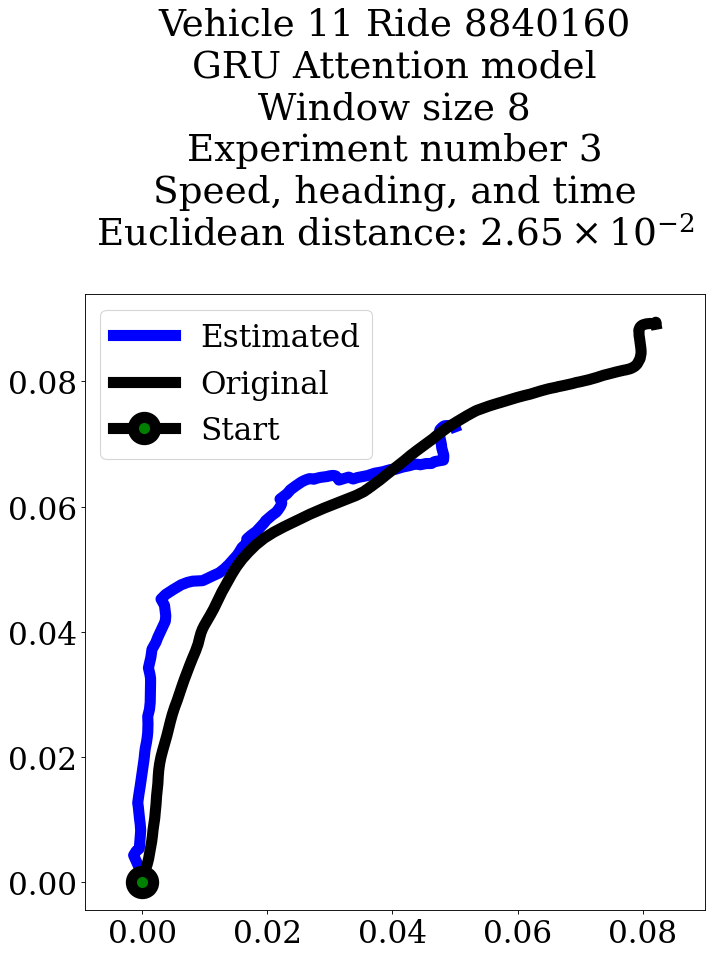 Vehicle 11 Ride 8840160
GRU Attention model
Window size 8
Experiment number 3
Speed, heading, and time
Euclidean distance: 2.65 × 10⁻²
Estimated
Original
Start
0.08
0.06
0.04
0.02
0.00
0.00 0.02 0.04 0.06 0.08